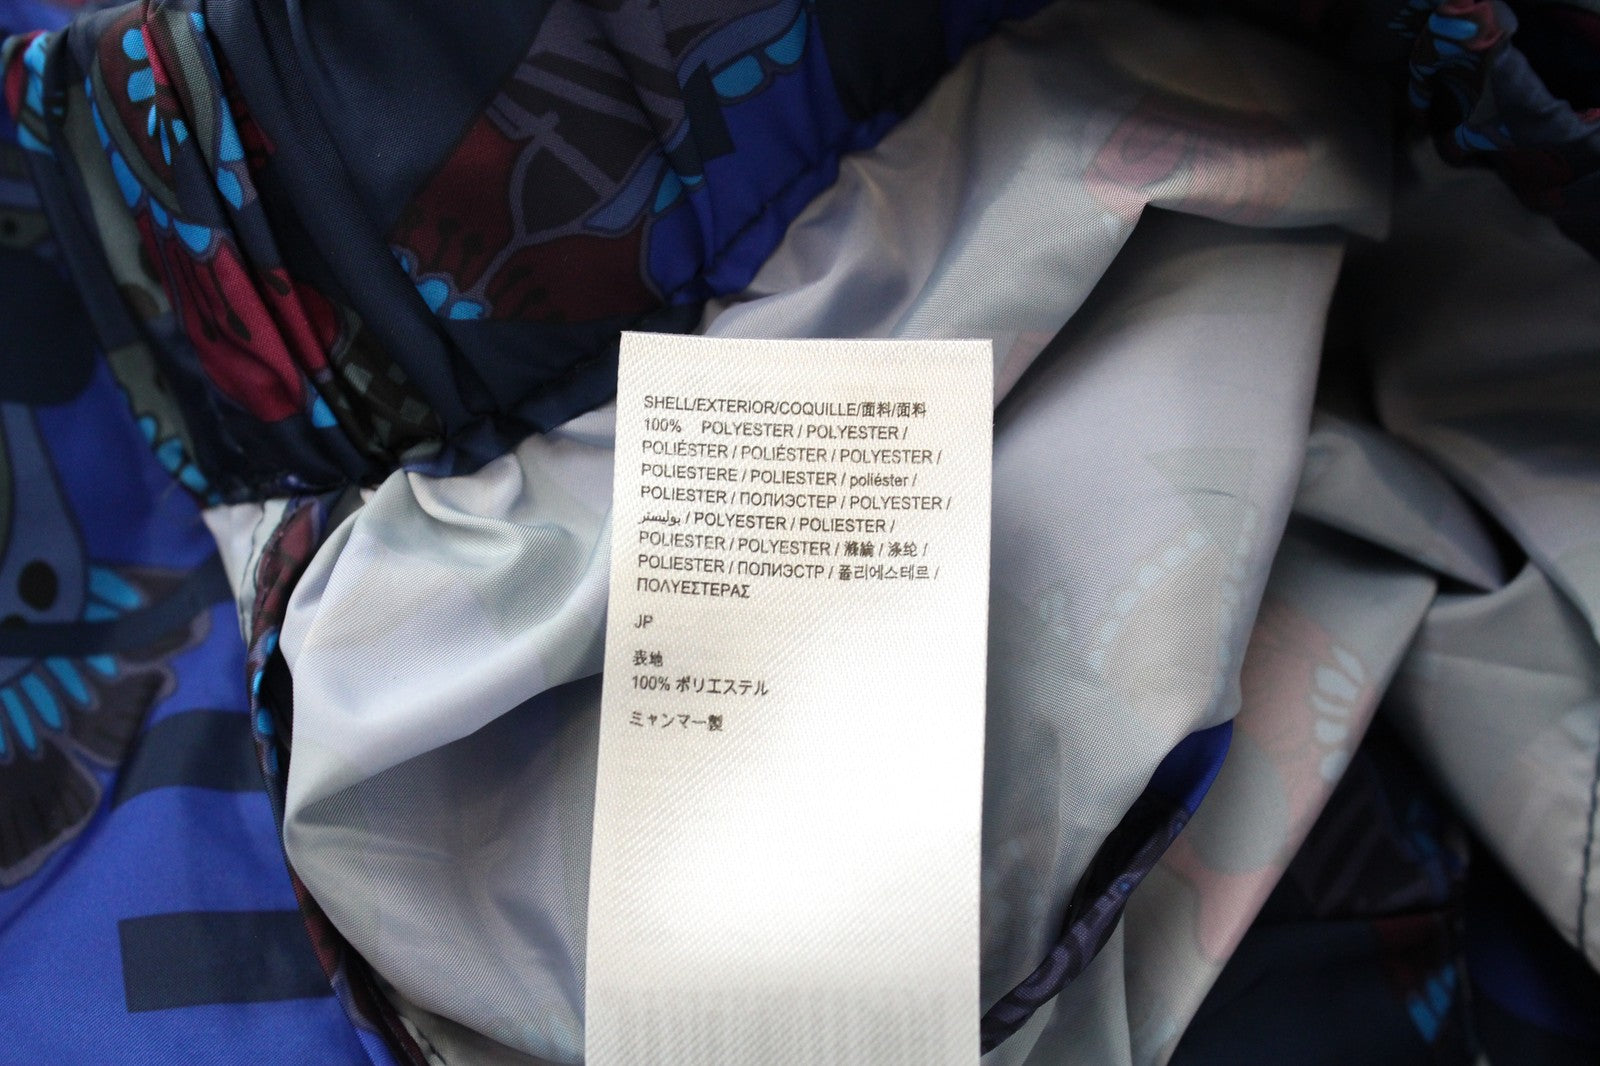 SHELL/EXTERIOR/COQUILLE/面料/面料
100% POLYESTER / POLYESTER /
POLIÉSTER / POLIÉSTER / POLYESTER /
POLIESTERE / POLIESTER / poliéster /
POLIESTER / ПОЛИЭСТЕР / POLYESTER /
بوليستر / POLYESTER / POLIESTER /
POLIESTER / POLYESTER / 滌綸 / 涤纶 /
POLIESTER / ПОЛИЭСТР / 폴리에스테르 /
ΠΟΛΥΕΣΤΕΡΑΣ
JP
表地
100% ポリエステル
ミャンマー製